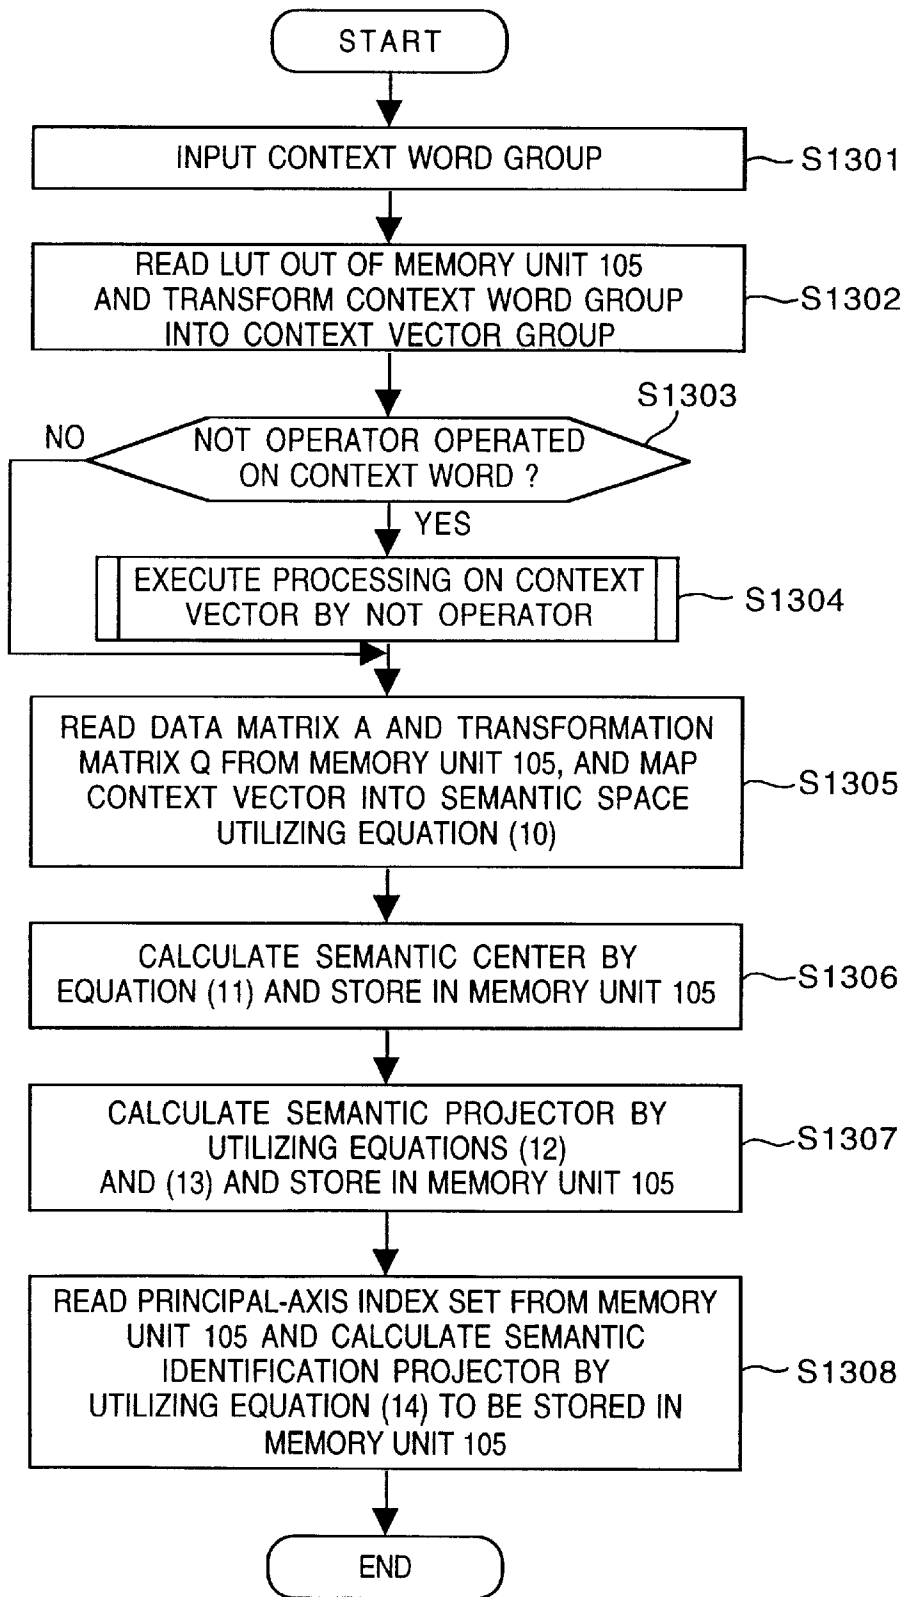 START
INPUT CONTEXT WORD GROUP
S1301
READ LUT OUT OF MEMORY UNIT 105
AND TRANSFORM CONTEXT WORD GROUP
INTO CONTEXT VECTOR GROUP
S1302
S1303
NO
NOT OPERATOR OPERATED
ON CONTEXT WORD ?
YES
EXECUTE PROCESSING ON CONTEXT
VECTOR BY NOT OPERATOR
S1304
READ DATA MATRIX A AND TRANSFORMATION
MATRIX Q FROM MEMORY UNIT 105, AND MAP
CONTEXT VECTOR INTO SEMANTIC SPACE
UTILIZING EQUATION (10)
S1305
CALCULATE SEMANTIC CENTER BY
EQUATION (11) AND STORE IN MEMORY UNIT 105
S1306
CALCULATE SEMANTIC PROJECTOR BY
UTILIZING EQUATIONS (12)
AND (13) AND STORE IN MEMORY UNIT 105
S1307
READ PRINCIPAL-AXIS INDEX SET FROM MEMORY
UNIT 105 AND CALCULATE SEMANTIC
IDENTIFICATION PROJECTOR BY
UTILIZING EQUATION (14) TO BE STORED IN
MEMORY UNIT 105
S1308
END